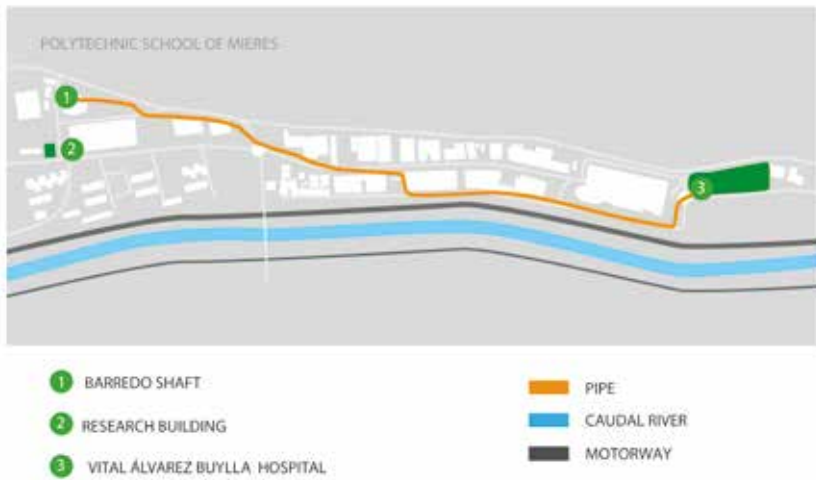 POLYTECHNIC SCHOOL OF MIERES
1
2
3
1 BARREDO SHAFT
2 RESEARCH BUILDING
3 VITAL ÁLVAREZ BUYLLA HOSPITAL
PIPE
CAUDAL RIVER
MOTORWAY